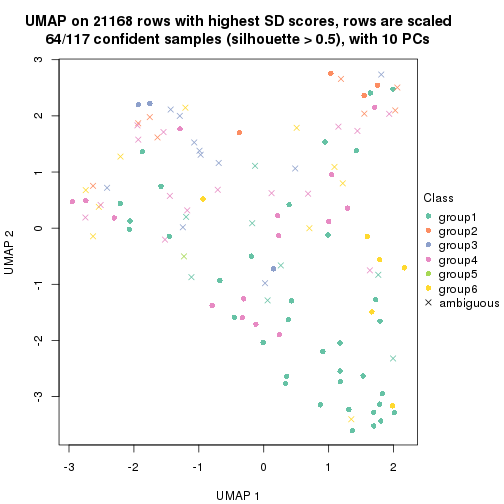 UMAP on 21168 rows with highest SD scores, rows are scaled
64/117 confident samples (silhouette > 0.5), with 10 PCs
3
2
1
0
-1
-2
-3
UMAP 2
-3
-2
-1
0
1
2
UMAP 1
Class
group1
group2
group3
group4
group5
group6
ambiguous